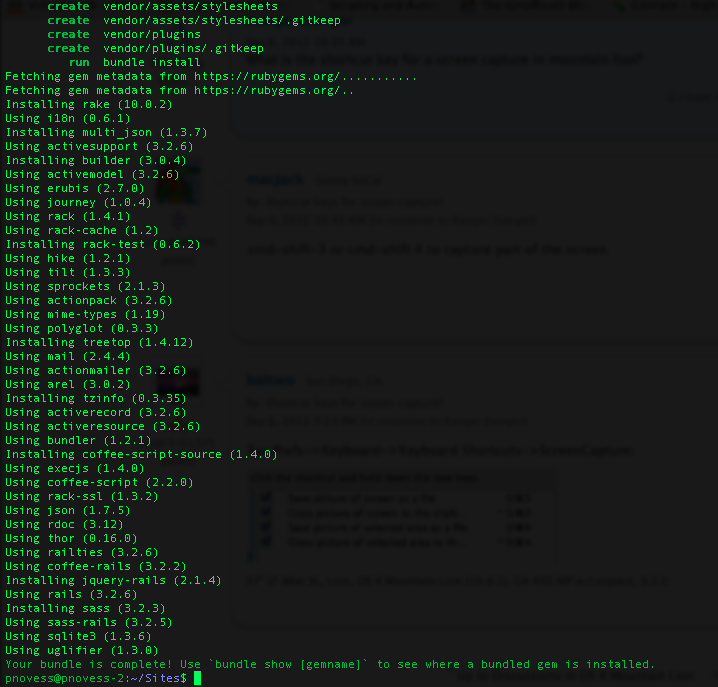 create vendor/assets/stylesheets
create vendor/assets/stylesheets/.gitkeep
create vendor/plugins
create vendor/plugins/.gitkeep
run bundle install
Fetching gem metadata from https://rubygems.org/...........
Fetching gem metadata from https://rubygems.org/..
Installing rake (10.0.2)
Using i18n (0.6.1)
Installing multi_json (1.3.7)
Using activesupport (3.2.6)
Installing builder (3.0.4)
Using activemodel (3.2.6)
Using erubis (2.7.0)
Using journey (1.0.4)
Using rack (1.4.1)
Using rack-cache (1.2)
Installing rack-test (0.6.2)
Using hike (1.2.1)
Using tilt (1.3.3)
Using sprockets (2.1.3)
Using actionpack (3.2.6)
Using mime-types (1.19)
Using polyglot (0.3.3)
Installing treetop (1.4.12)
Using mail (2.4.4)
Using actionmailer (3.2.6)
Using arel (3.0.2)
Installing tzinfo (0.3.35)
Using activerecord (3.2.6)
Using activeresource (3.2.6)
Using bundler (1.2.1)
Installing coffee-script-source (1.4.0)
Using execjs (1.4.0)
Using coffee-script (2.2.0)
Using rack-ssl (1.3.2)
Using json (1.7.5)
Using rdoc (3.12)
Using thor (0.16.0)
Using railties (3.2.6)
Using coffee-rails (3.2.2)
Installing jquery-rails (2.1.4)
Using rails (3.2.6)
Installing sass (3.2.3)
Using sass-rails (3.2.5)
Using sqlite3 (1.3.6)
Using uglifier (1.3.0)
Your bundle is complete! Use `bundle show [gemname]` to see where a bundled gem is installed.
pnovess@pnovess-2:~/Sites$